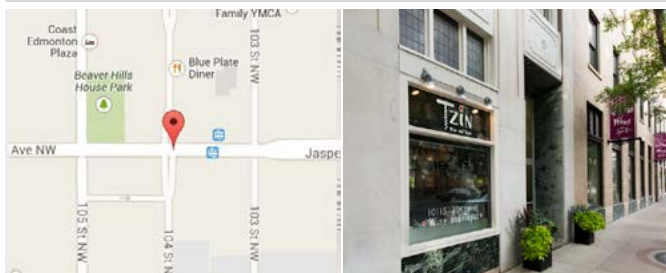 Family YMCA
Coast
Edmonton
Plaza
Blue Plate
Diner
Beaver Hills
House Park
103 St NW
Ave NW
Jaspe
105 St NW
104 St
103 St NW
TZiN
10115